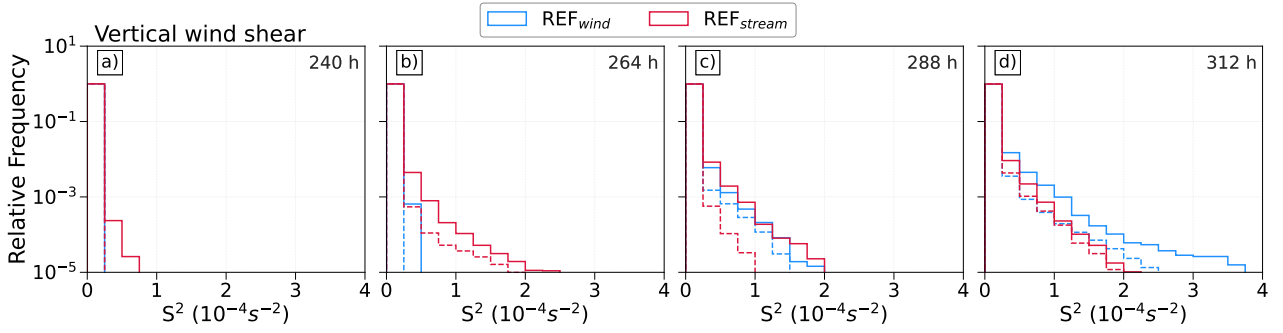 REF_wind REF_stream
Vertical wind shear
a) 240 h b) 264 h c) 288 h d) 312 h
Relative Frequency
10^1
10^-1
10^-3
10^-5
0 1 2 3 4 0 1 2 3 4 0 1 2 3 4 0 1 2 3 4
S^2 (10^-4 s^-2) S^2 (10^-4 s^-2) S^2 (10^-4 s^-2) S^2 (10^-4 s^-2)